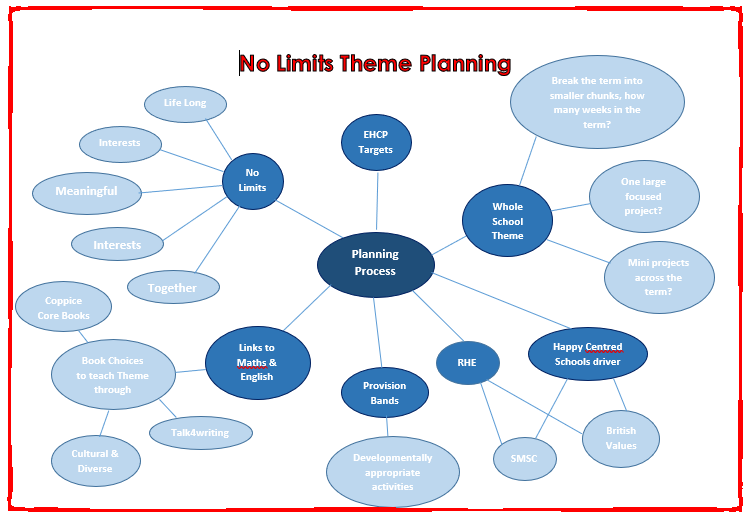 No Limits Theme Planning
Life Long
Interests
Meaningful
Interests
Together
No
Limits
EHCP
Targets
Break the term into
smaller chunks, how
many weeks in the
term?
Whole
School
Theme
One large
focused
project?
Mini projects
across the
term?
Planning
Process
Coppice
Core Books
Book Choices
to teach Theme
through
Cultural &
Diverse
Talk4writing
Links to
Maths &
English
Provision
Bands
Developmentally
appropriate
activities
RHE
Happy Centred
Schools driver
SMSC
British
Values